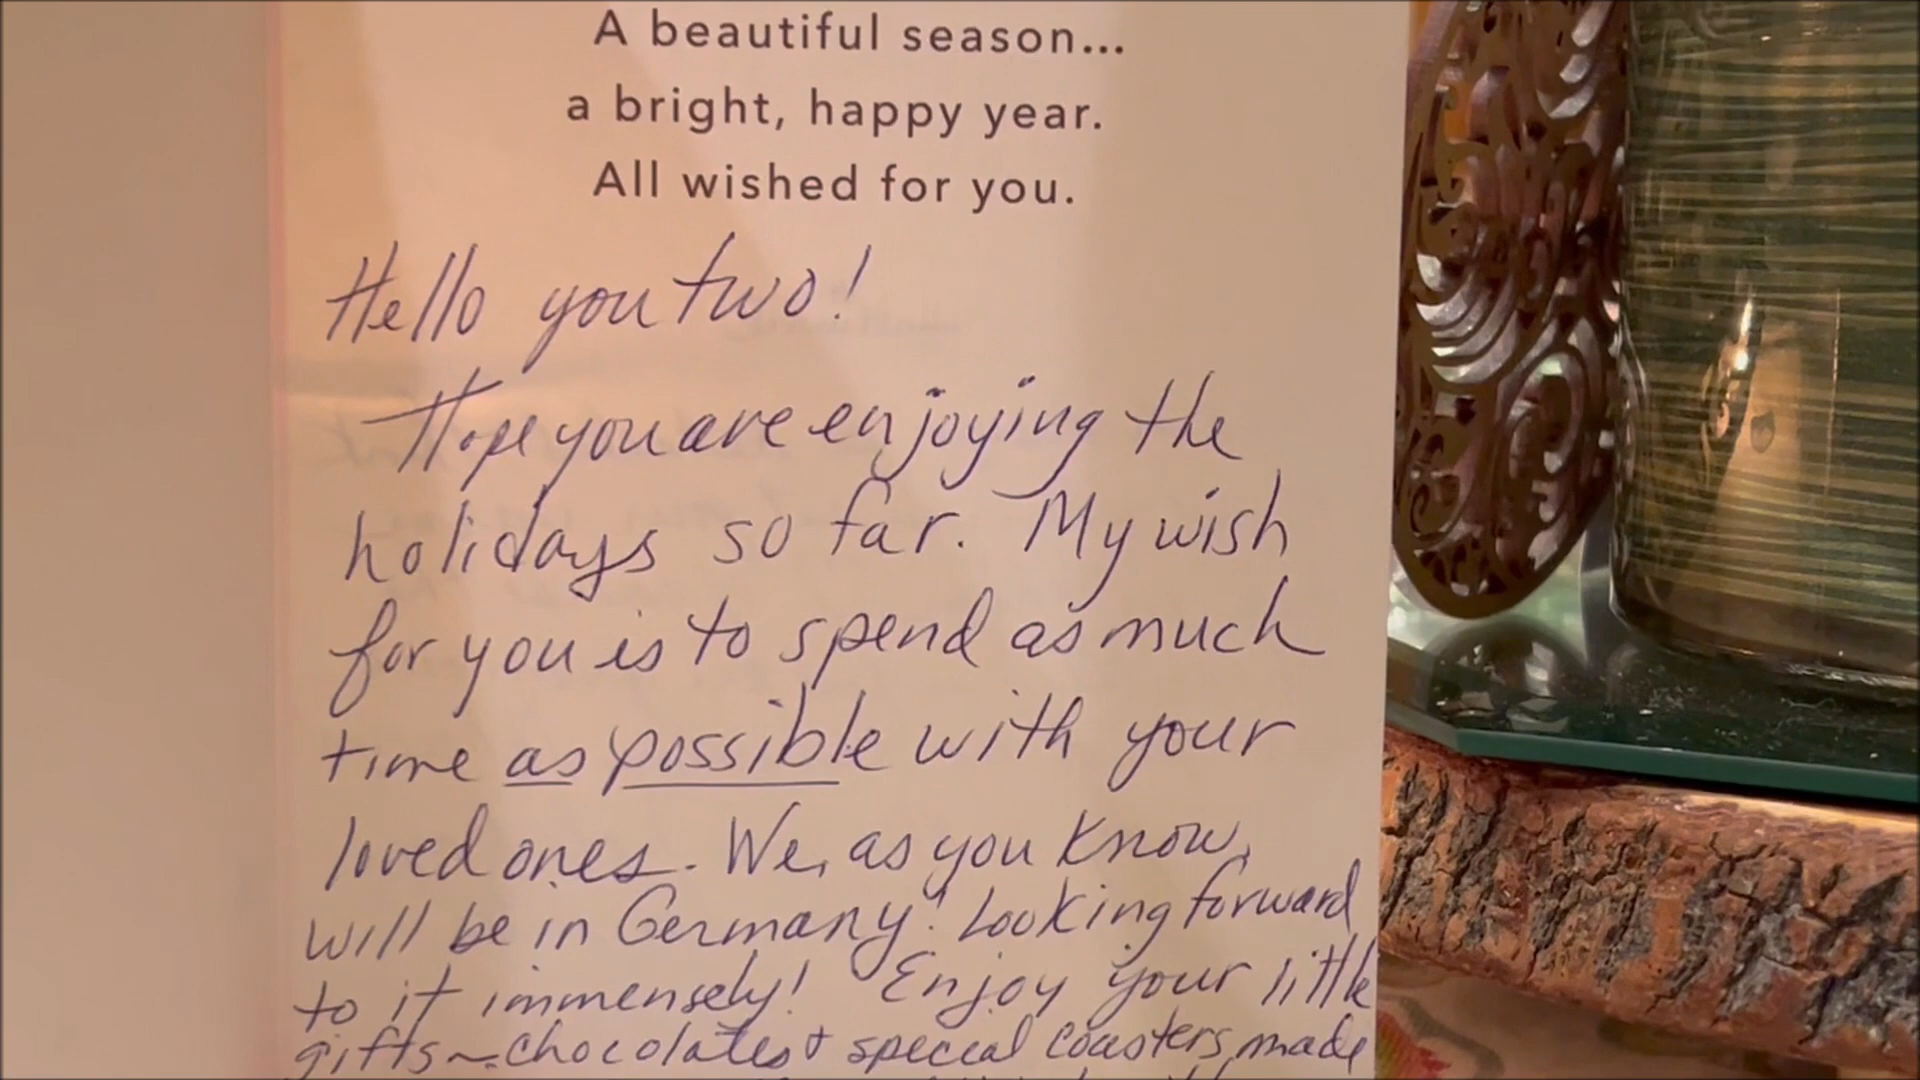 A beautiful season...
a bright, happy year.
All wished for you.
Hello you two!
Hope you are enjoying the
holidays so far. My wish
for you is to spend as much
time as possible with your
loved ones. We, as you know,
will be in Germany! Looking forward
to it immensely! Enjoy your little
gifts ~ chocolates & special coasters made